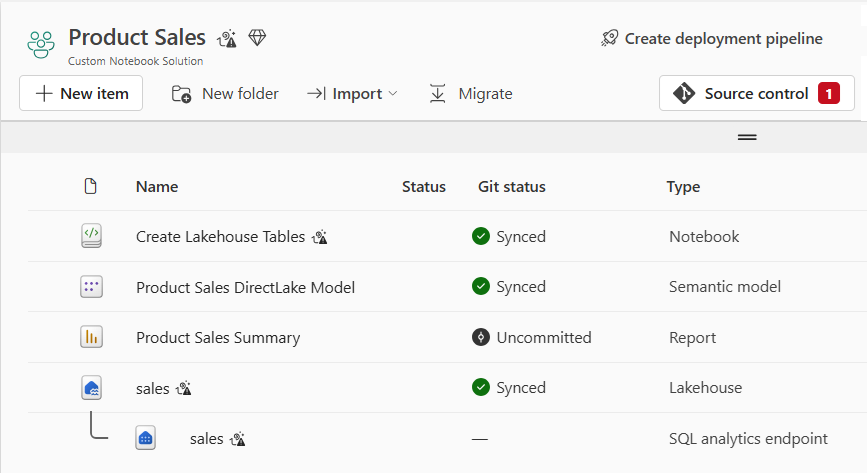 Product Sales
Create deployment pipeline
Custom Notebook Solution
New item
New folder
Import
Migrate
Source control 1
Name Status Git status Type
Create Lakehouse Tables Synced Notebook
Product Sales DirectLake Model Synced Semantic model
Product Sales Summary Uncommitted Report
sales Synced Lakehouse
sales — SQL analytics endpoint